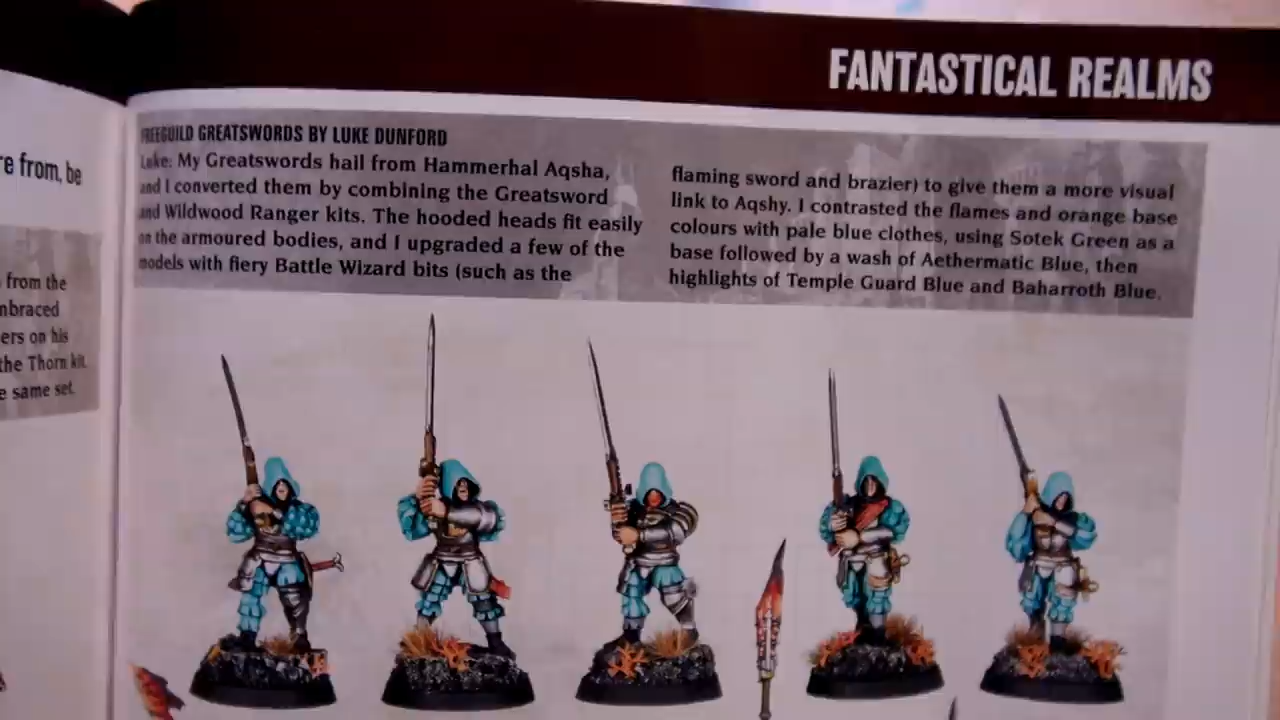 FANTASTICAL REALMS
re from, be
from the
mbraced
ers on his
the Thorn kit.
e same set.
FREEGUILD GREATSWORDS BY LUKE DUNFORD
Luke: My Greatswords hail from Hammerhal Aqsha,
and I converted them by combining the Greatsword
and Wildwood Ranger kits. The hooded heads fit easily
on the armoured bodies, and I upgraded a few of the
models with fiery Battle Wizard bits (such as the
flaming sword and brazier) to give them a more visual
link to Aqshy. I contrasted the flames and orange base
colours with pale blue clothes, using Sotek Green as a
base followed by a wash of Aethermatic Blue, then
highlights of Temple Guard Blue and Baharroth Blue.